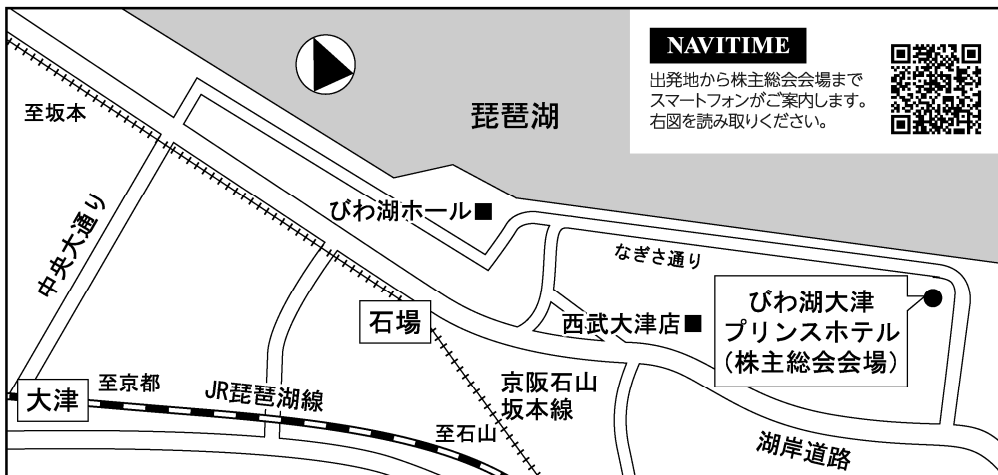 NAVITIME
出発地から株主総会会場まで
スマートフォンがご案内します。
右図を読み取りください。
至坂本
琵琶湖
中央大通り
びわ湖ホール■
なぎさ通り
石場
西武大津店■
びわ湖大津
プリンスホテル
(株主総会会場)
大津
至京都
JR琵琶湖線
京阪石山
坂本線
至石山
湖岸道路